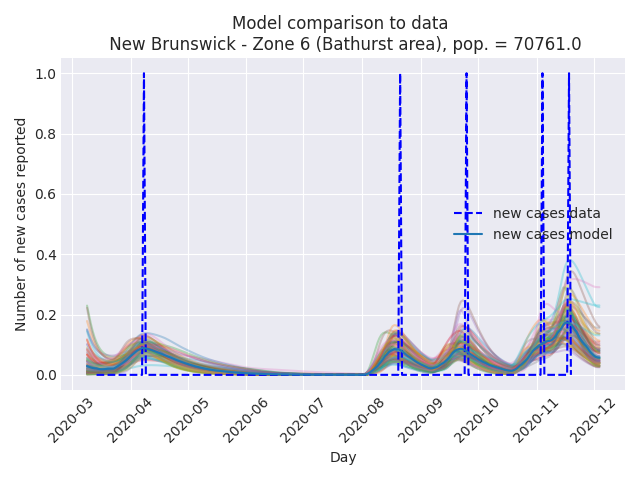 Model comparison to data
New Brunswick - Zone 6 (Bathurst area), pop. = 70761.0
Number of new cases reported
1.0
0.8
0.6
0.4
0.2
0.0
new cases data
new cases model
2020-03
2020-04
2020-05
2020-06
2020-07
2020-08
2020-09
2020-10
2020-11
2020-12
Day